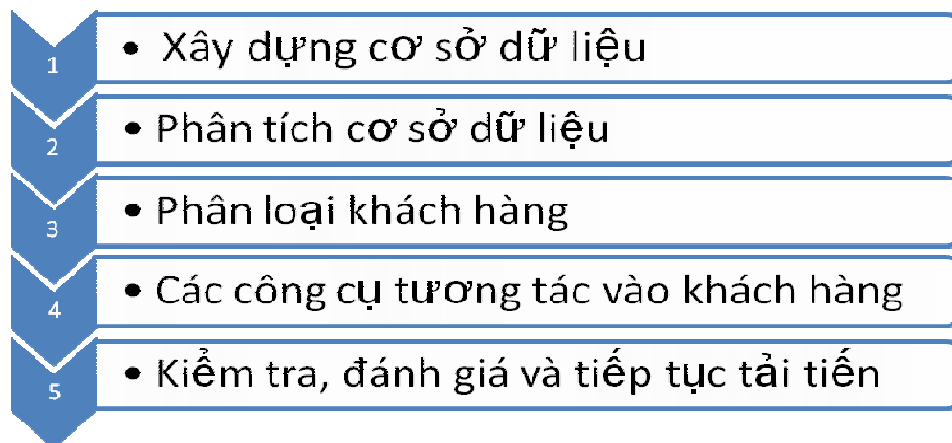 1 • Xây dựng cơ sở dữ liệu
2 • Phân tích cơ sở dữ liệu
3 • Phân loại khách hàng
4 • Các công cụ tương tác vào khách hàng
5 • Kiểm tra, đánh giá và tiếp tục tải tiến